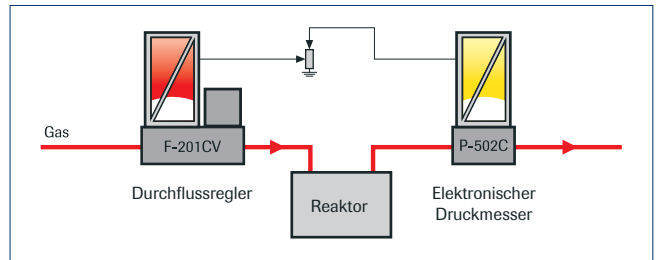 Gas
F-201CV
P-502C
Durchflussregler
Reaktor
Elektronischer
Druckmesser